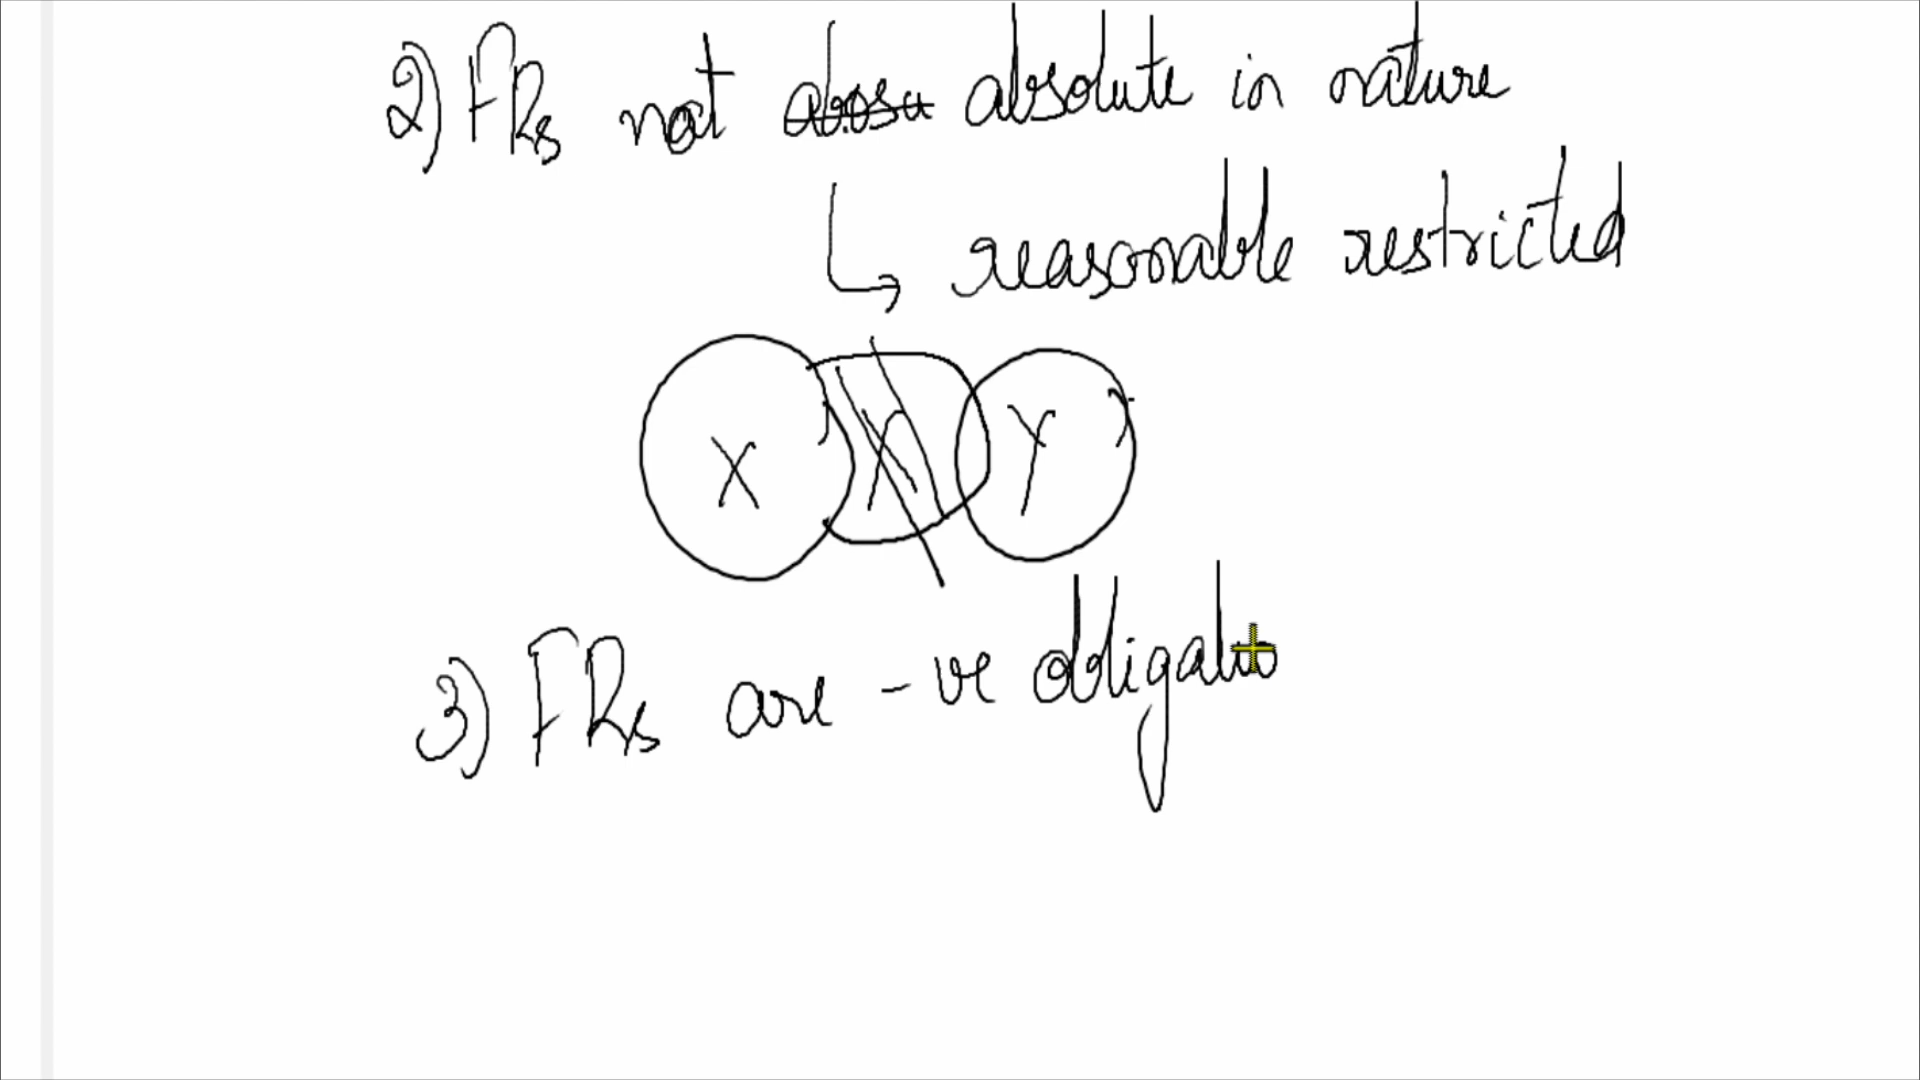 2) FRs not absolute in nature
↳ reasonable restricted
X Y
3) FRs are -ve obligatio